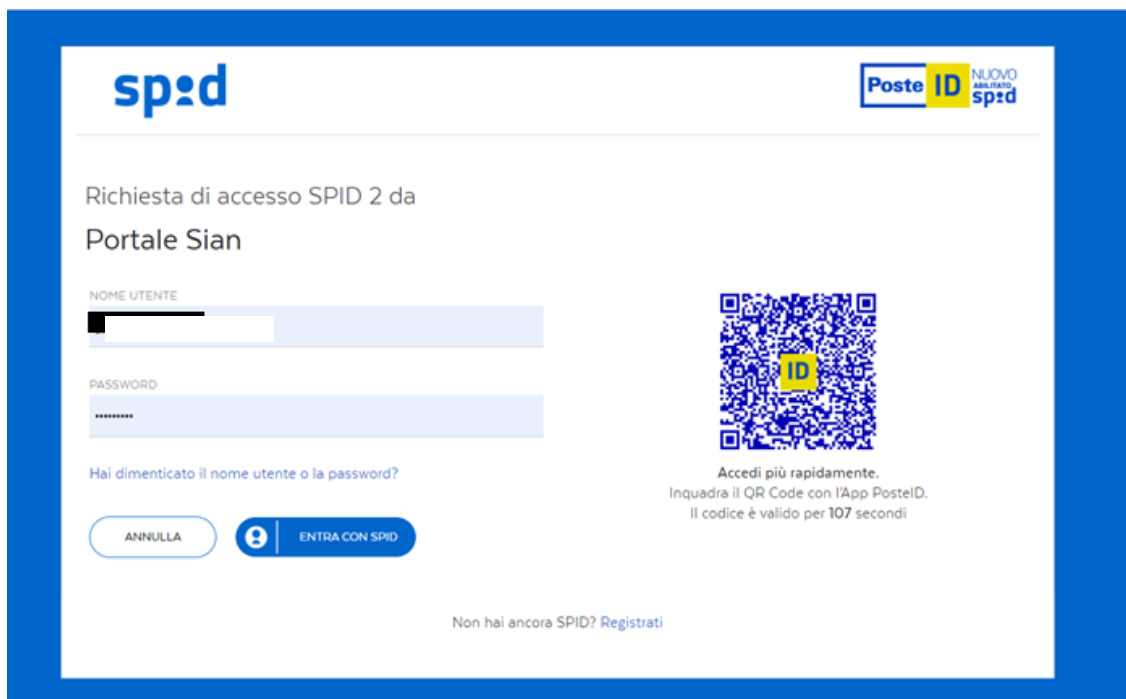 spid
Poste ID NUOVO ABILITATO spid
Richiesta di accesso SPID 2 da
Portale Sian
NOME UTENTE
PASSWORD
•••••••••
Hai dimenticato il nome utente o la password?
ANNULLA
ENTRA CON SPID
ID
Accedi più rapidamente.
Inquadra il QR Code con l'App PosteID.
Il codice è valido per 107 secondi
Non hai ancora SPID? Registrati